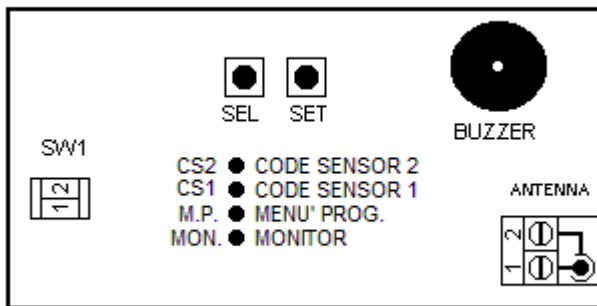 SEL SET
BUZZER
SW1
1 2
CS2 CODE SENSOR 2
CS1 CODE SENSOR 1
M.P. MENU' PROG.
MON. MONITOR
ANTENNA
2
1